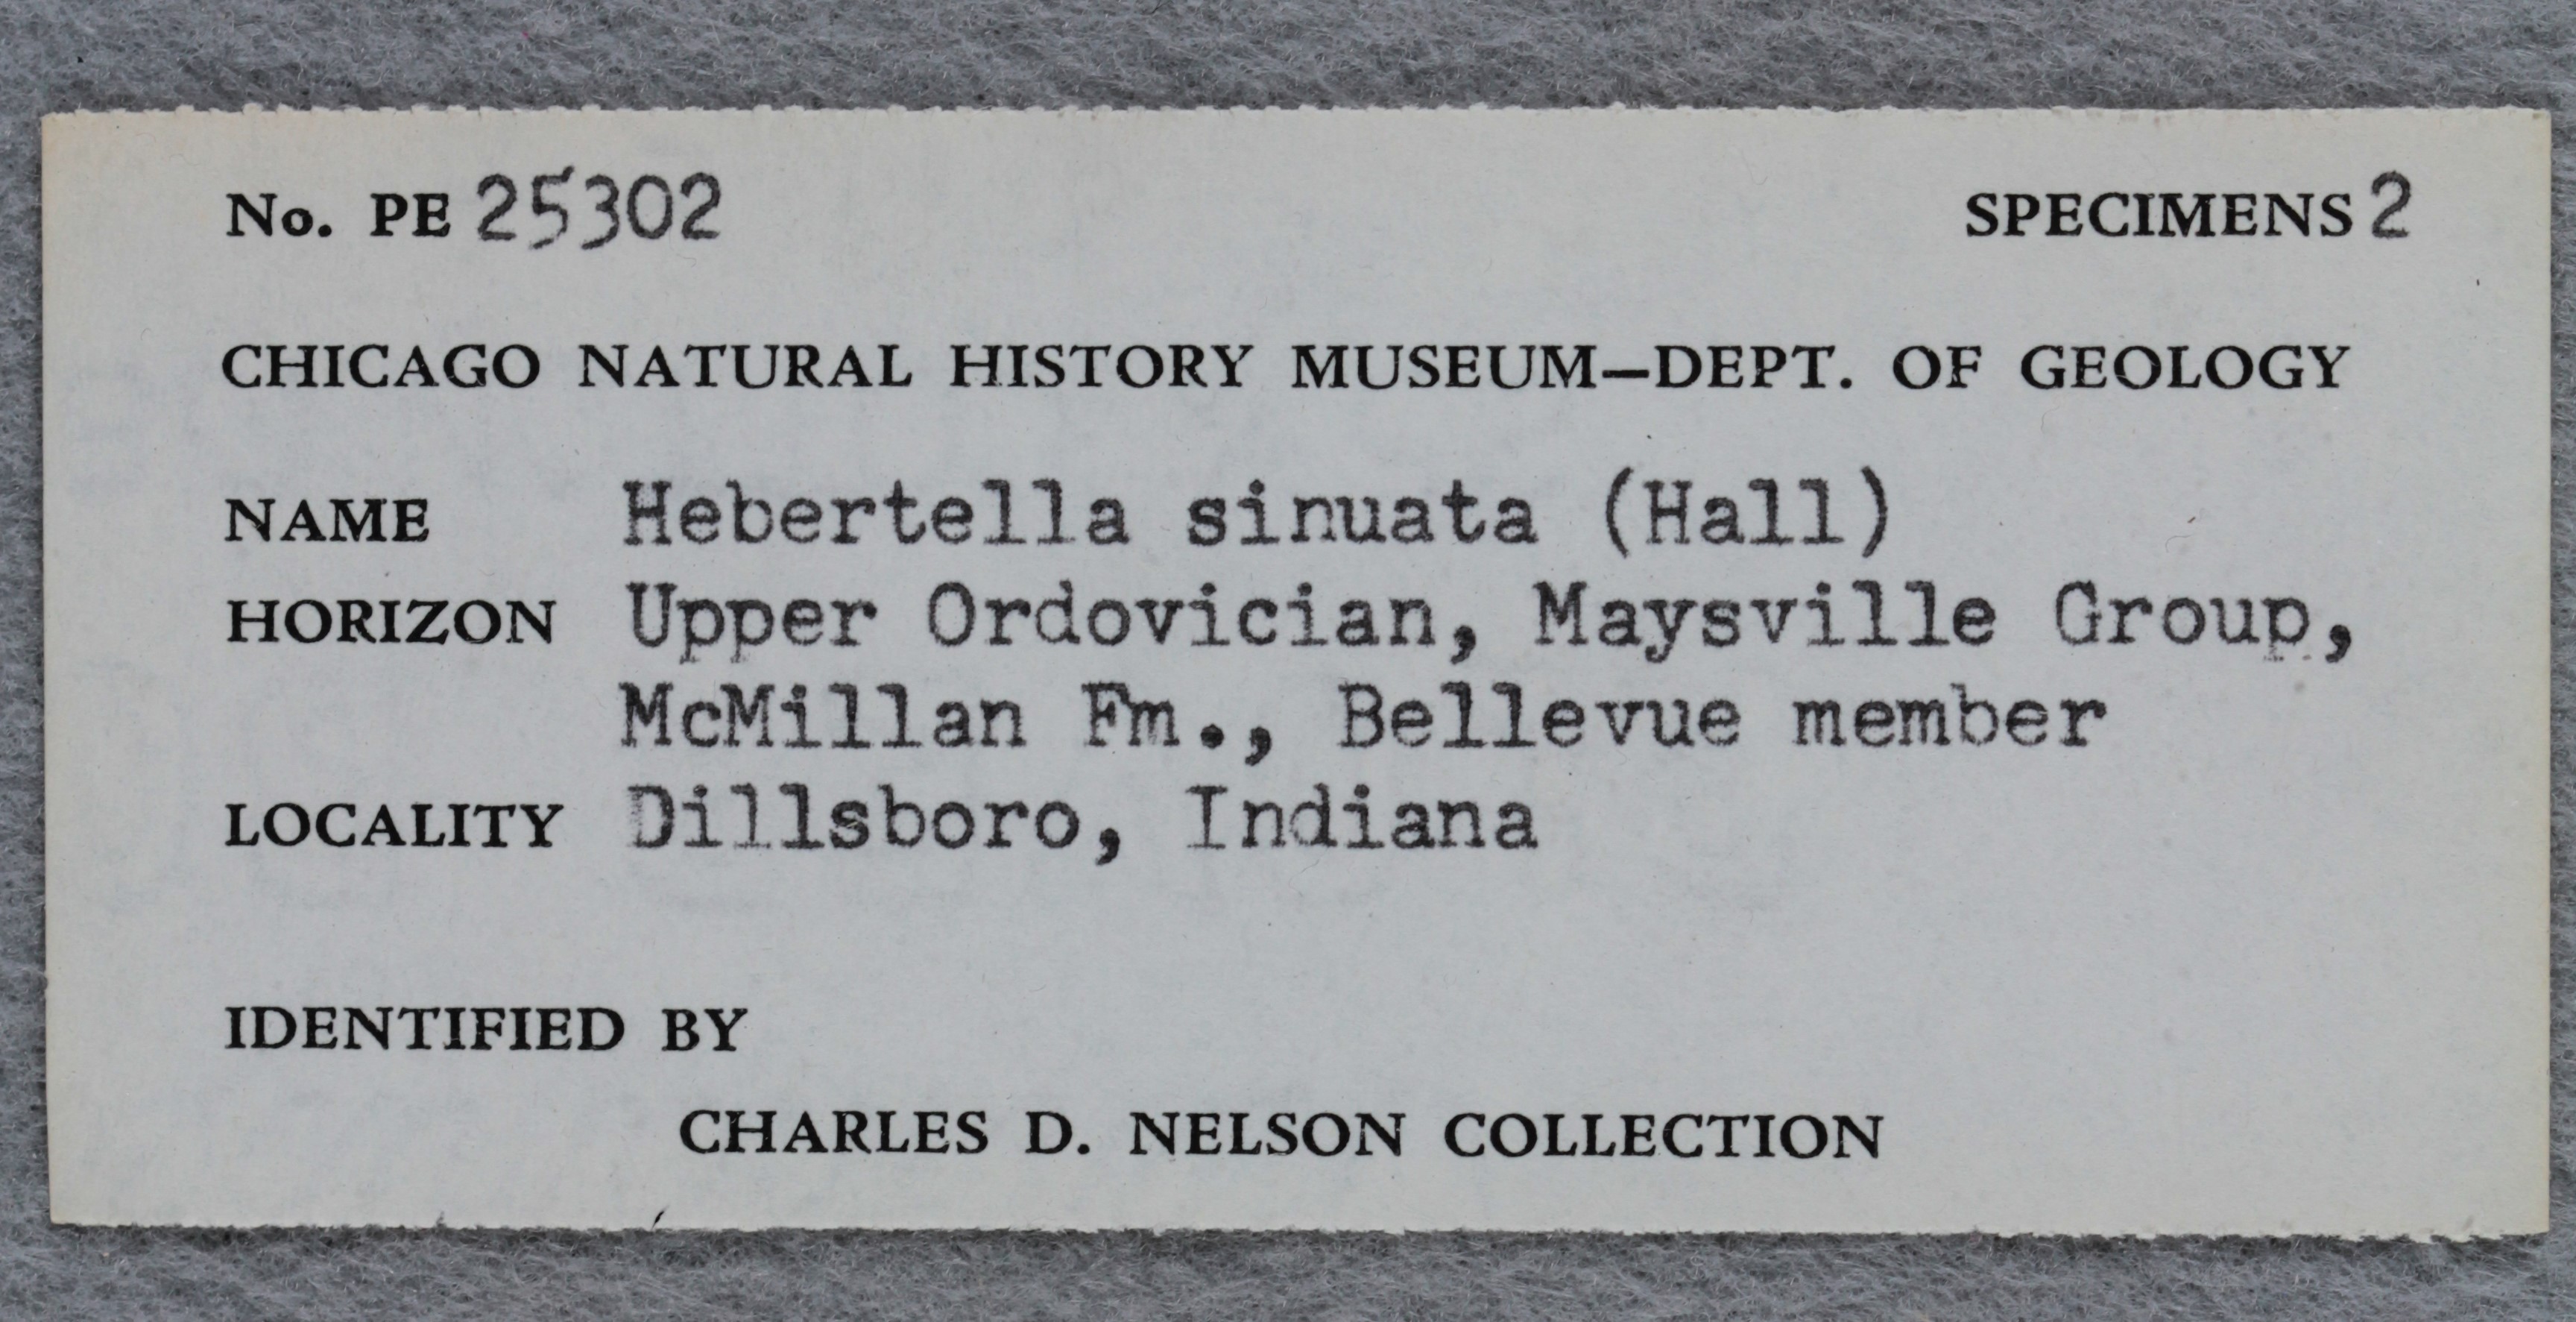 No. PE 25302 SPECIMENS 2
CHICAGO NATURAL HISTORY MUSEUM—DEPT. OF GEOLOGY
NAME Hebertella sinuata (Hall)
HORIZON Upper Ordovician, Maysville Group,
McMillan Fm., Bellevue member
LOCALITY Dillsboro, Indiana
IDENTIFIED BY
CHARLES D. NELSON COLLECTION